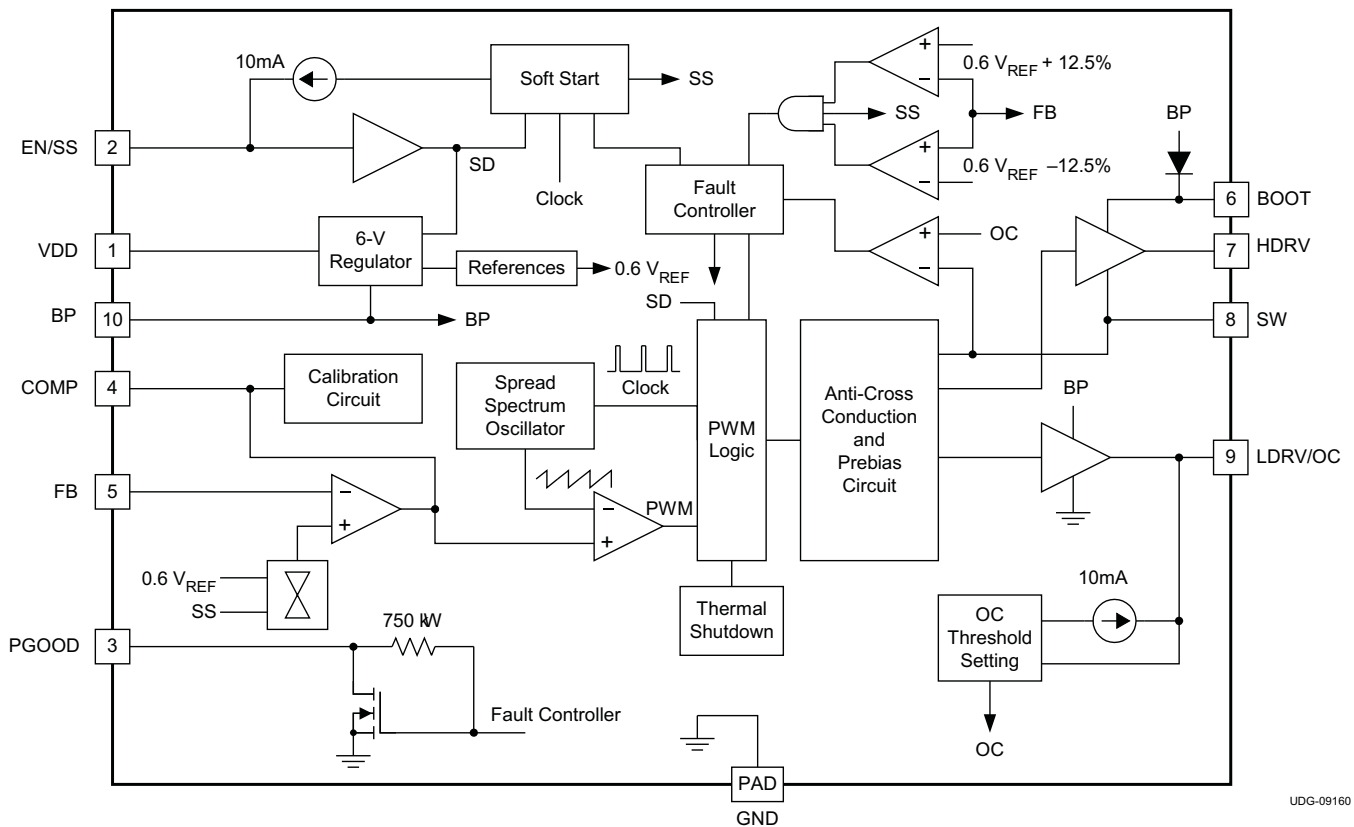 10mA
Soft Start
SS
+
–
0.6 VREF + 12.5%
SS
FB
BP
EN/SS
2
SD
Clock
+
–
0.6 VREF –12.5%
Fault
Controller
6
BOOT
VDD
1
6-V
Regulator
References
0.6 VREF
+
–
OC
7
HDRV
SD
BP
10
BP
8
SW
COMP
4
Calibration
Circuit
Spread
Spectrum
Oscillator
Clock
PWM
Logic
Anti-Cross
Conduction
and
Prebias
Circuit
BP
9
LDRV/OC
FB
5
–
+
–
+
PWM
0.6 VREF
SS
Thermal
Shutdown
10mA
OC
Threshold
Setting
PGOOD
3
750 kW
Fault Controller
OC
PAD
GND
UDG-09160